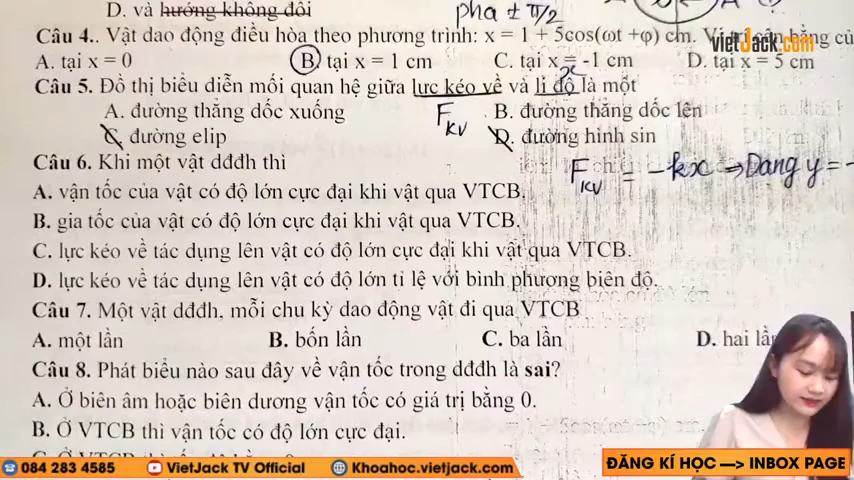 D. và hướng không đổi
pha ± π/2
Câu 4.. Vật dao động điều hòa theo phương trình: x = 1 + 5cos(ωt +φ) cm. Vị trí cân bằng củ
VietJack.com
A. tại x = 0 B. tại x = 1 cm C. tại x = -1 cm D. tại x = 5 cm
Câu 5. Đồ thị biểu diễn mối quan hệ giữa lực kéo về và li độ là một
x
A. đường thẳng dốc xuống B. đường thẳng dốc lên
F kv
C. đường elip D. đường hình sin
Câu 6. Khi một vật dđđh thì
F kv = -kx → Dạng y = -
A. vận tốc của vật có độ lớn cực đại khi vật qua VTCB.
B. gia tốc của vật có độ lớn cực đại khi vật qua VTCB.
C. lực kéo về tác dụng lên vật có độ lớn cực đại khi vật qua VTCB.
D. lực kéo về tác dụng lên vật có độ lớn tỉ lệ với bình phương biên độ.
Câu 7. Một vật dđđh, mỗi chu kỳ dao động vật đi qua VTCB
A. một lần B. bốn lần C. ba lần D. hai lần
Câu 8. Phát biểu nào sau đây về vận tốc trong dđđh là sai?
A. Ở biên âm hoặc biên dương vận tốc có giá trị bằng 0.
B. Ở VTCB thì vận tốc có độ lớn cực đại.
084 283 4585 VietJack TV Official Khoahoc.vietjack.com
ĐĂNG KÍ HỌC —> INBOX PAGE